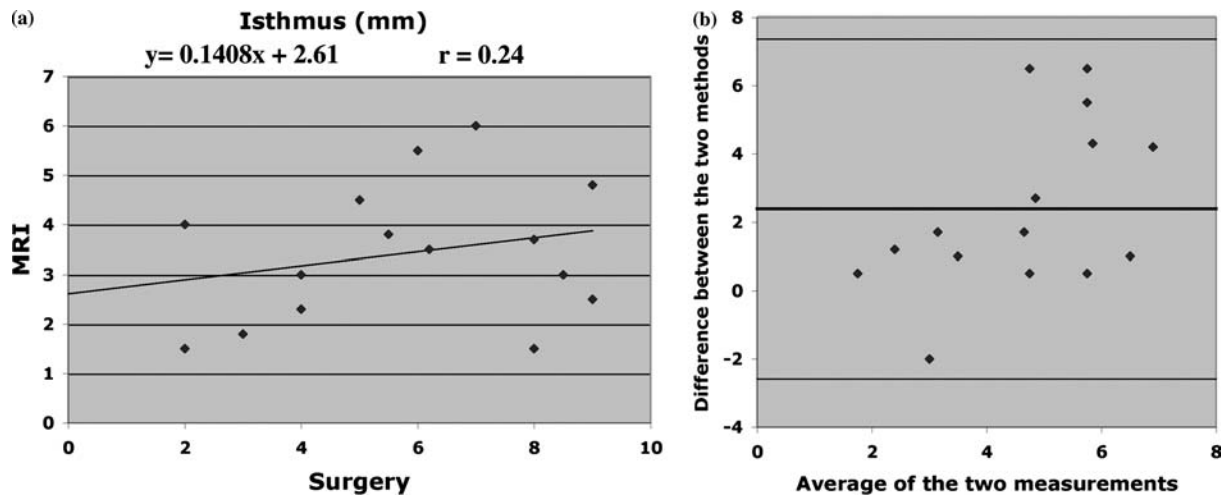 (a)
Isthmus (mm)
y= 0.1408x + 2.61 r = 0.24
7
6
5
4
3
2
1
0
MRI
0 2 4 6 8 10
Surgery
(b)
8
6
4
2
0
-2
-4
Difference between the two methods
0 2 4 6 8
Average of the two measurements